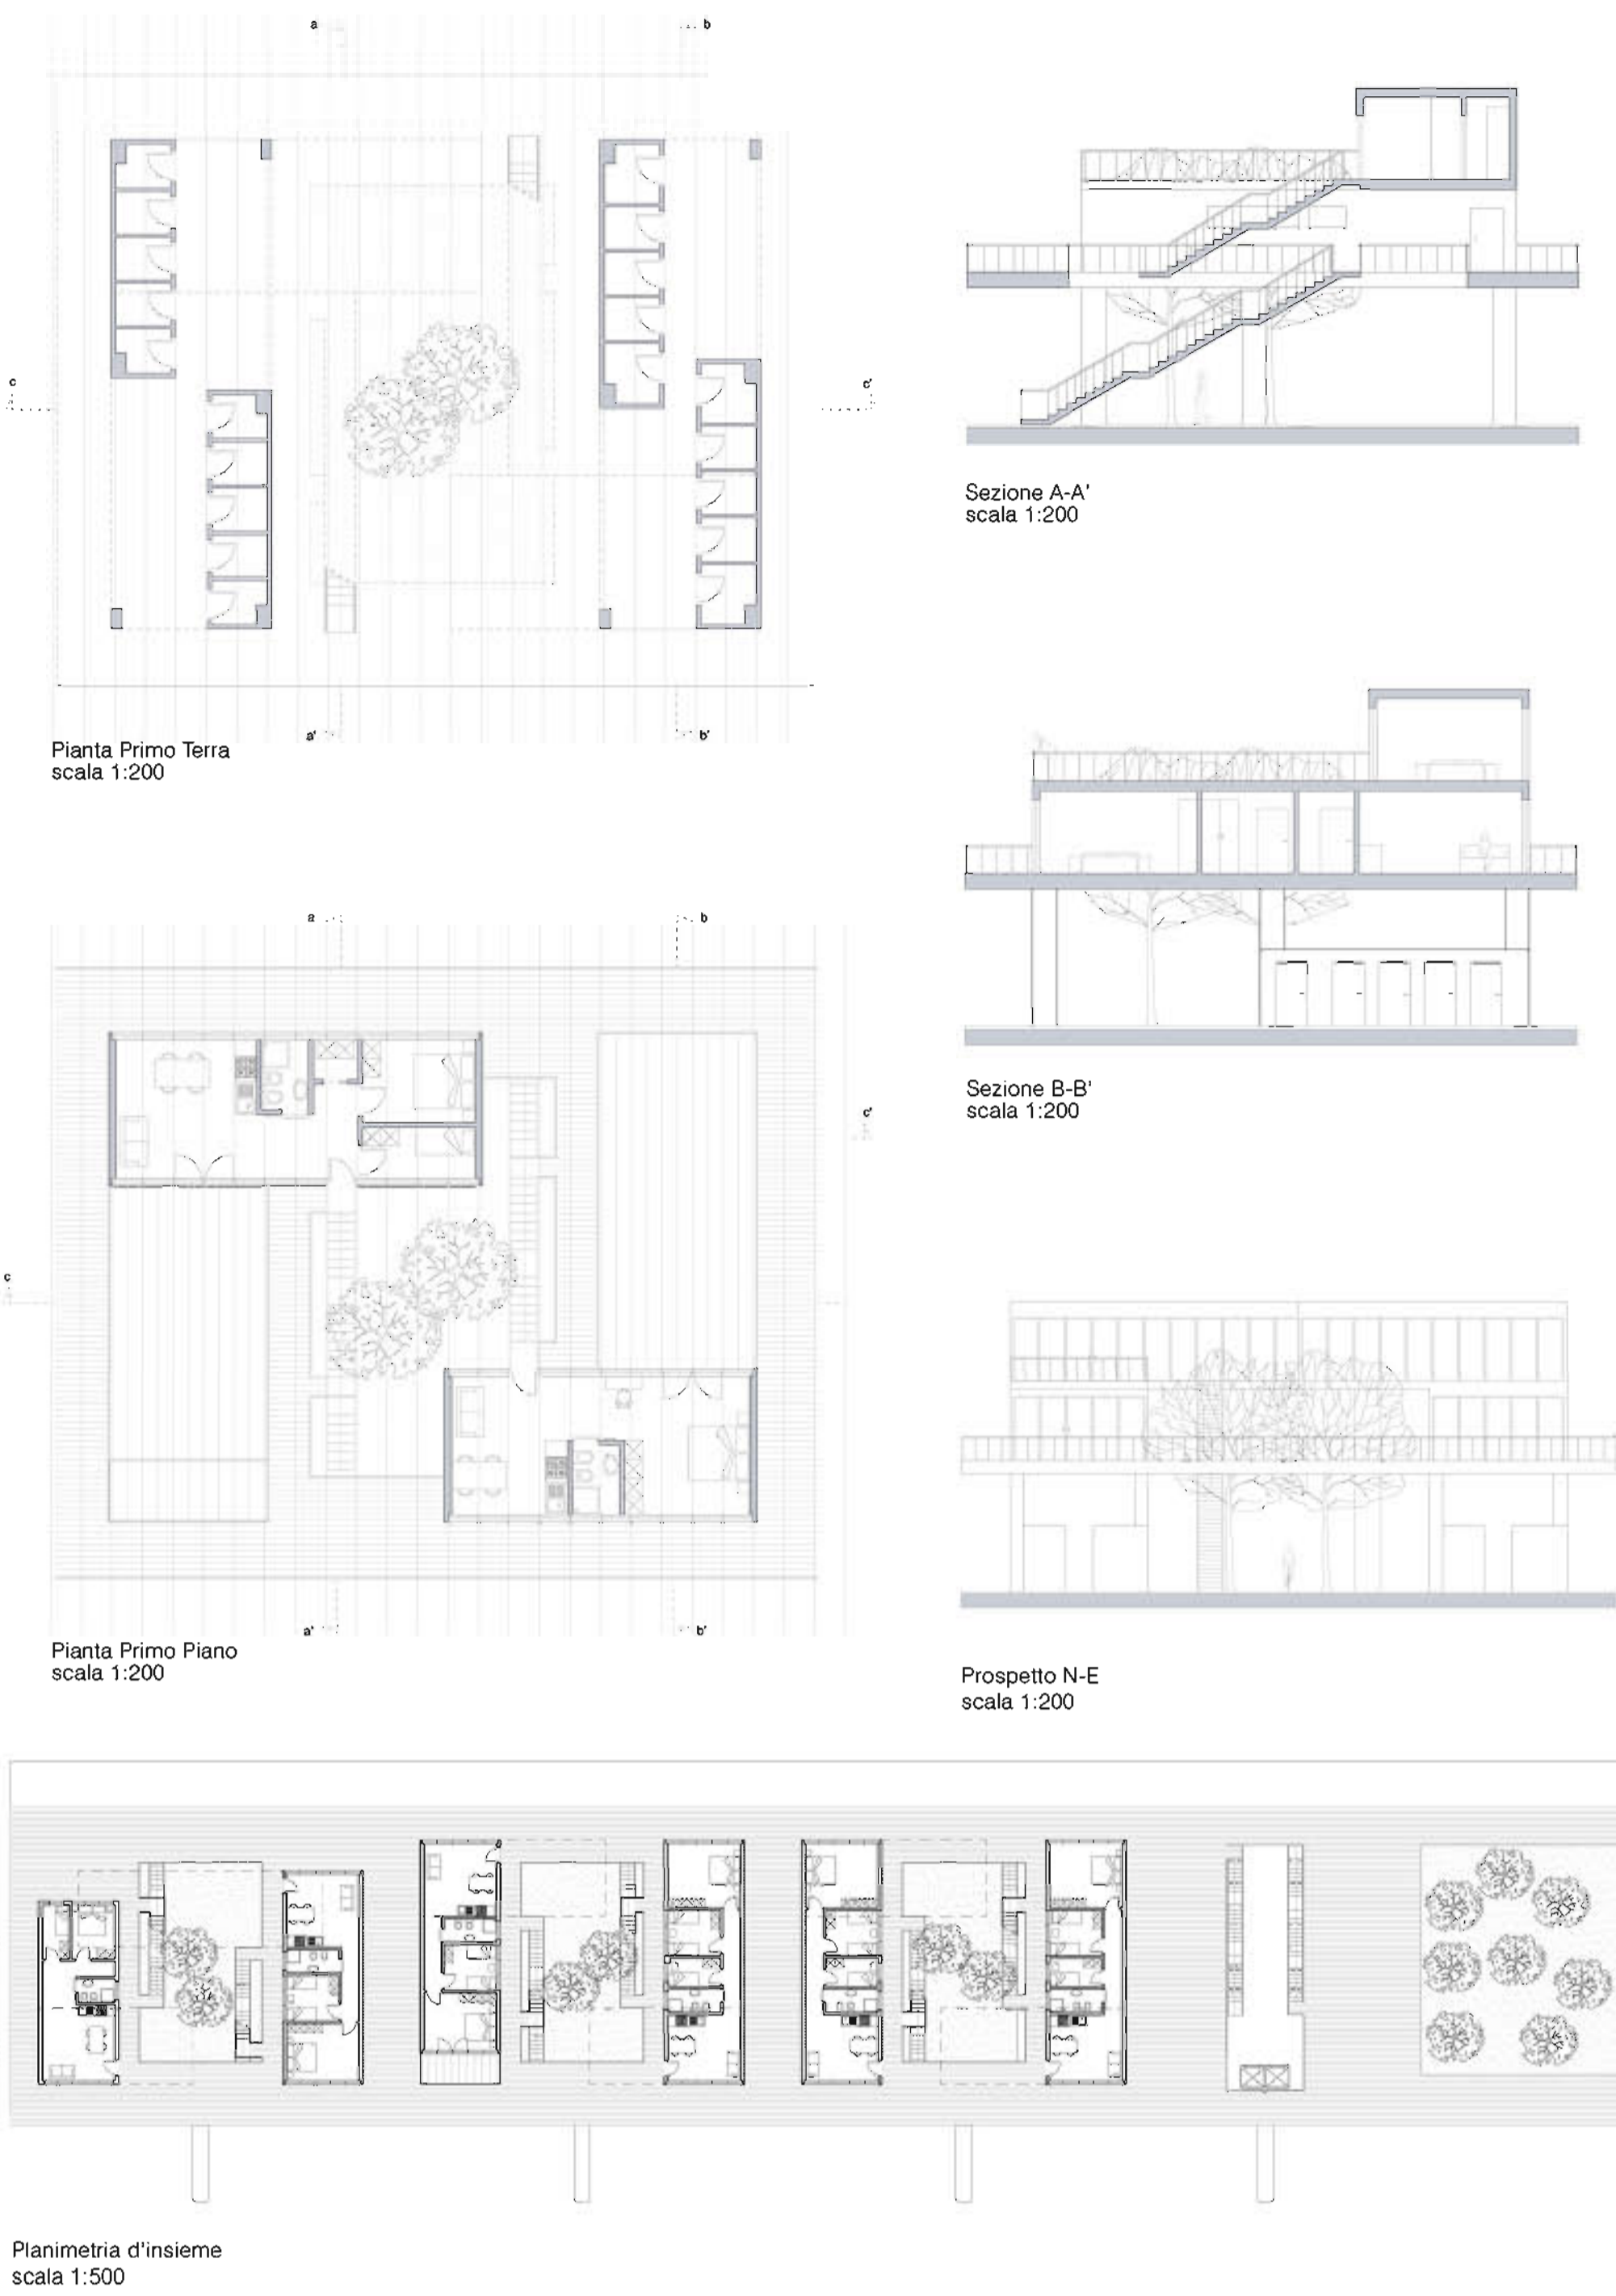 a
b
c
c'
a'
b'
Pianta Primo Terra
scala 1:200
Sezione A-A'
scala 1:200
Sezione B-B'
scala 1:200
a
b
c'
c
a'
b'
Pianta Primo Piano
scala 1:200
Prospetto N-E
scala 1:200
Planimetria d'insieme
scala 1:500